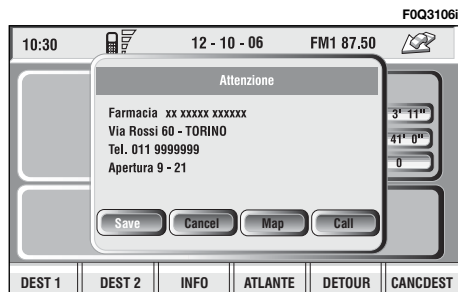 F0Q3106i
10:30 12 - 10 - 06 FM1 87.50
Attenzione
Farmacia xx xxxxx xxxxxx
Via Rossi 60 - TORINO
Tel. 011 9999999
Apertura 9 - 21
3' 11"
41' 0"
0
Save Cancel Map Call
DEST 1 DEST 2 INFO ATLANTE DETOUR CANCDEST